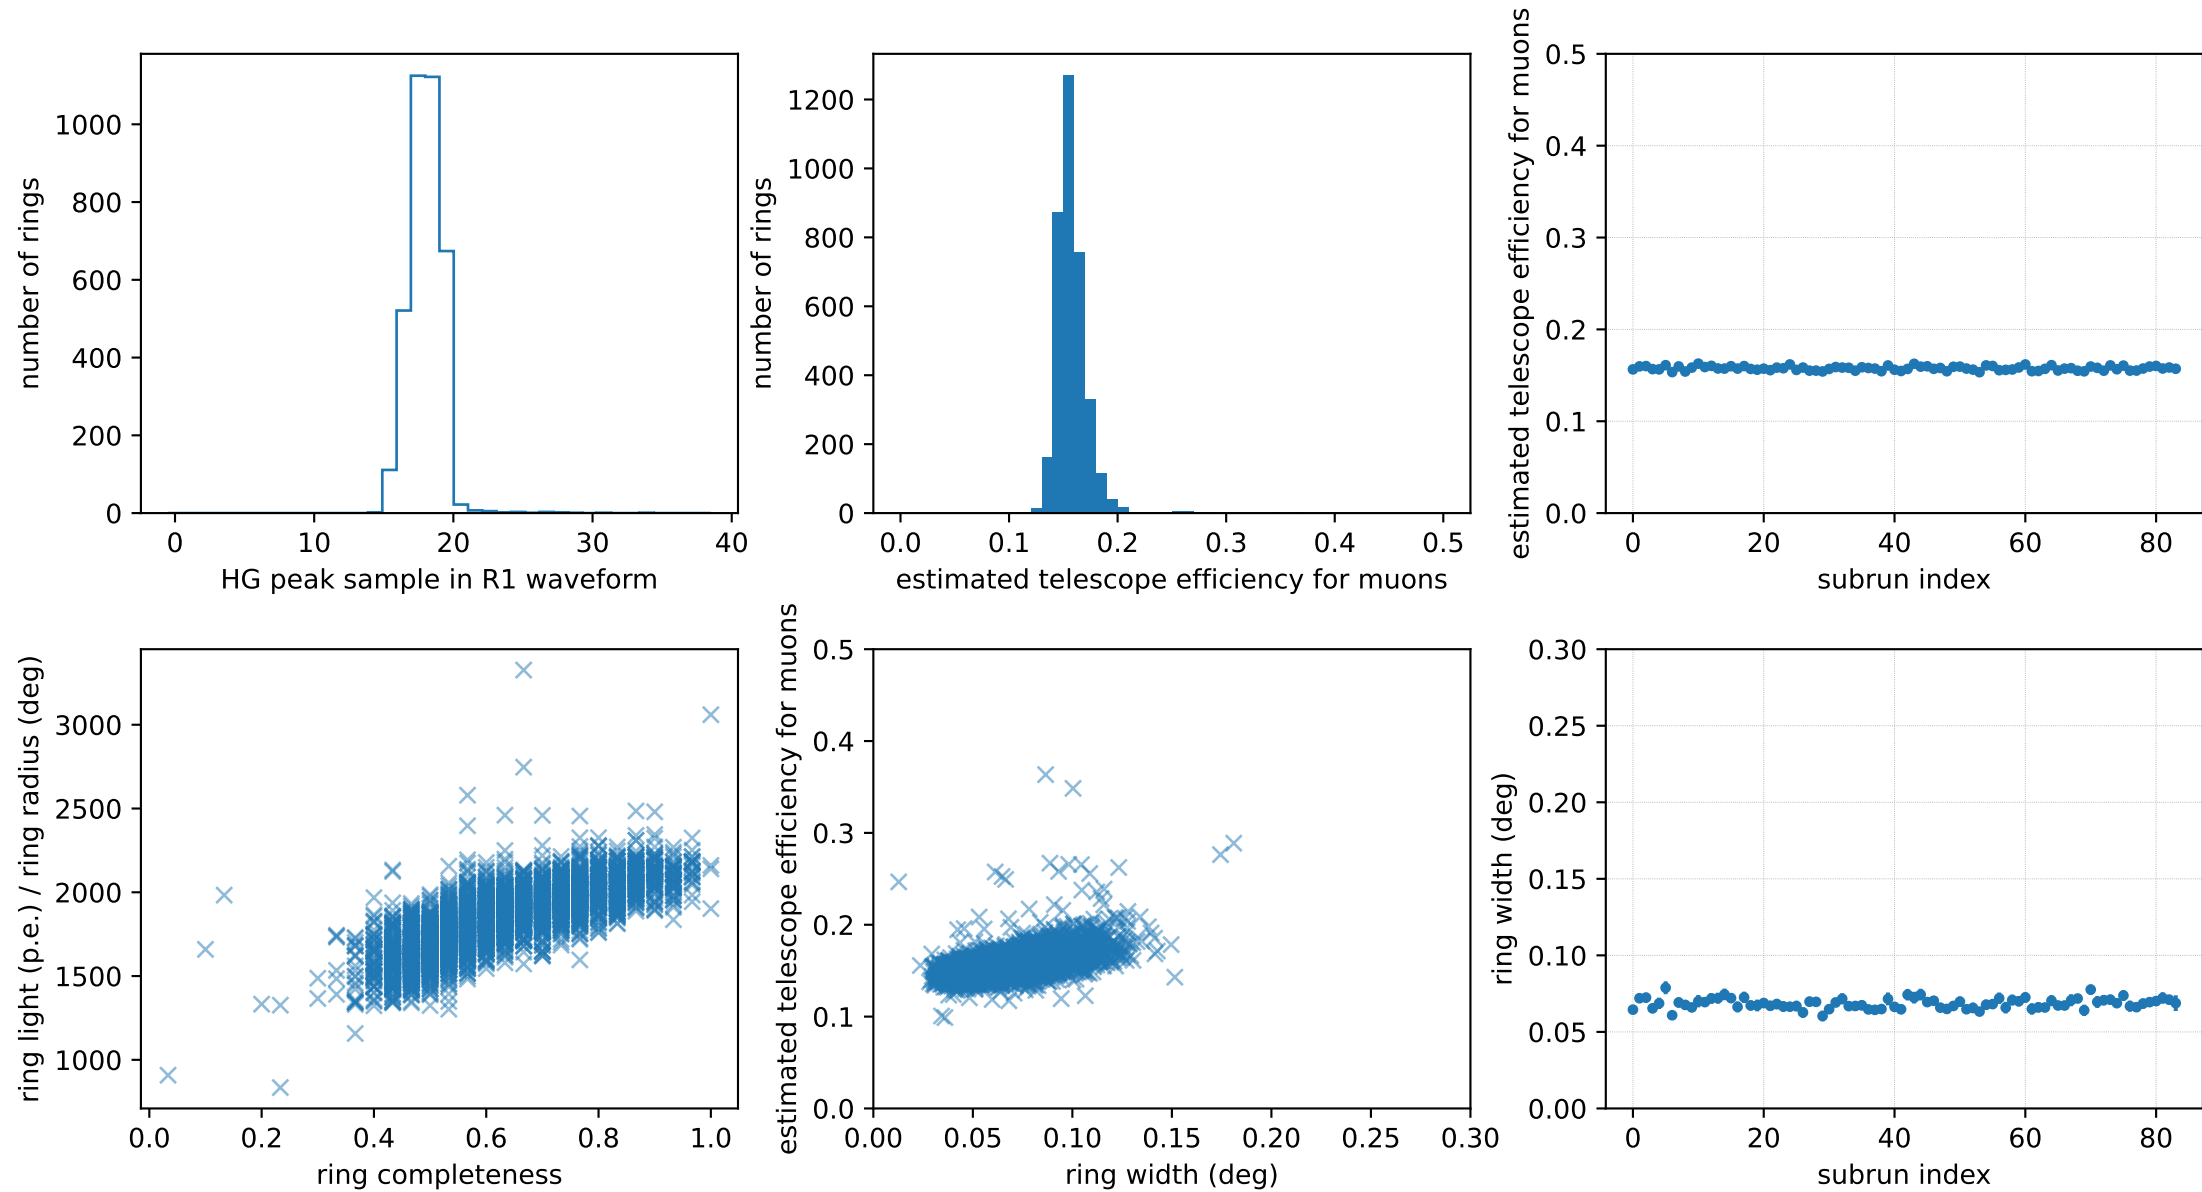 number of rings
1000
800
600
400
200
0
0 10 20 30 40
HG peak sample in R1 waveform
number of rings
1200
1000
800
600
400
200
0
0.0 0.1 0.2 0.3 0.4 0.5
estimated telescope efficiency for muons
estimated telescope efficiency for muons
0.5
0.4
0.3
0.2
0.1
0.0
0 20 40 60 80
subrun index
ring light (p.e.) / ring radius (deg)
3000
2500
2000
1500
1000
0.0 0.2 0.4 0.6 0.8 1.0
ring completeness
estimated telescope efficiency for muons
0.5
0.4
0.3
0.2
0.1
0.0
0.00 0.05 0.10 0.15 0.20 0.25 0.30
ring width (deg)
ring width (deg)
0.30
0.25
0.20
0.15
0.10
0.05
0.00
0 20 40 60 80
subrun index